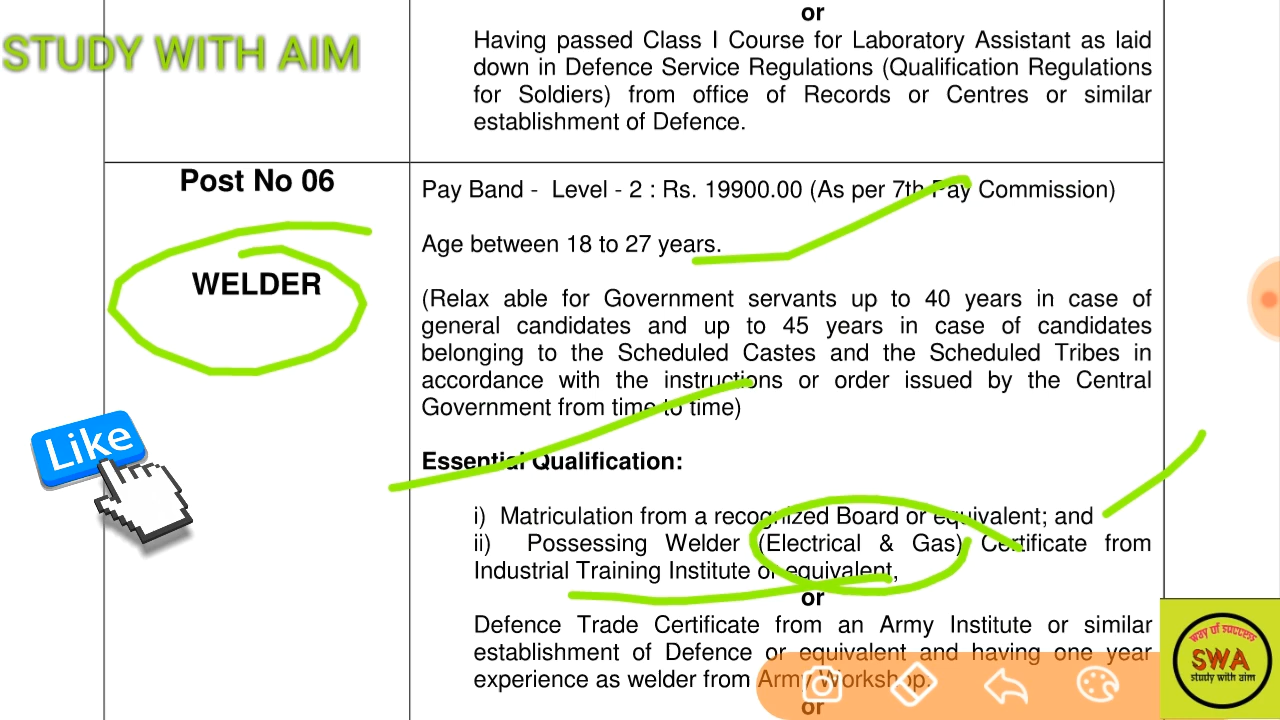 STUDY WITH AIM
or
Having passed Class I Course for Laboratory Assistant as laid
down in Defence Service Regulations (Qualification Regulations
for Soldiers) from office of Records or Centres or similar
establishment of Defence.
Post No 06
WELDER
Pay Band - Level - 2 : Rs. 19900.00 (As per 7th Pay Commission)
Age between 18 to 27 years.
(Relax able for Government servants up to 40 years in case of
general candidates and up to 45 years in case of candidates
belonging to the Scheduled Castes and the Scheduled Tribes in
accordance with the instructions or order issued by the Central
Government from time to time)
Like
Essential Qualification:
i) Matriculation from a recognized Board or equivalent; and
ii) Possessing Welder (Electrical & Gas) Certificate from
Industrial Training Institute or equivalent,
or
Defence Trade Certificate from an Army Institute or similar
establishment of Defence or equivalent and having one year
experience as welder from Army Workshop.
or
way of success
SWA
study with aim